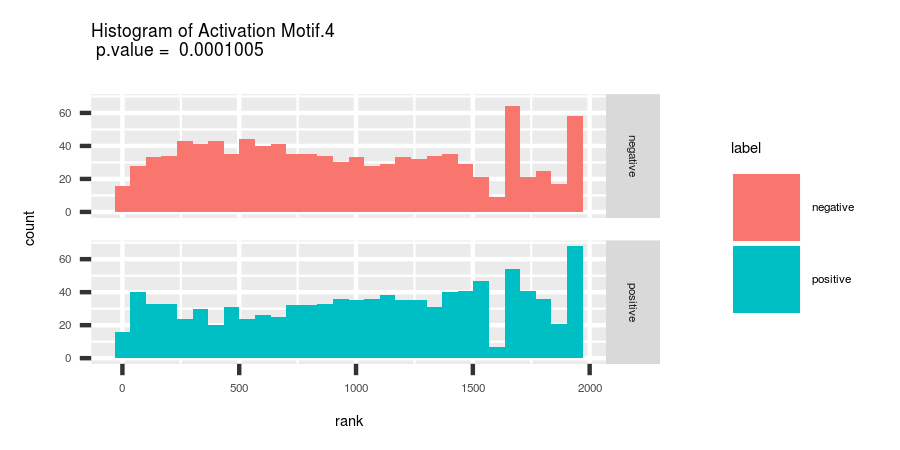 Histogram of Activation Motif.4
p.value = 0.0001005
60
40
20
0
negative
60
40
20
0
positive
0 500 1000 1500 2000
rank
count
label
negative
positive